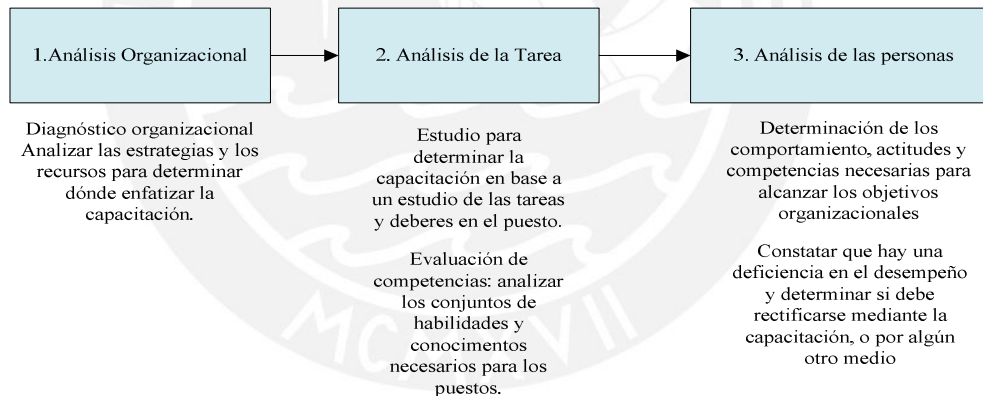 1.Análisis Organizacional
Diagnóstico organizacional
Analizar las estrategias y los
recursos para determinar
dónde enfatizar la
capacitación.
2. Análisis de la Tarea
Estudio para
determinar la
capacitación en base a
un estudio de las tareas
y deberes en el puesto.
Evaluación de
competencias: analizar
los conjuntos de
habilidades y
conocimientos
necesarios para los
puestos.
3. Análisis de las personas
Determinación de los
comportamiento, actitudes y
competencias necesarias para
alcanzar los objetivos
organizacionales
Constatar que hay una
deficiencia en el desempeño
y determinar si debe
rectificarse mediante la
capacitación, o por algún
otro medio
MCMXVII